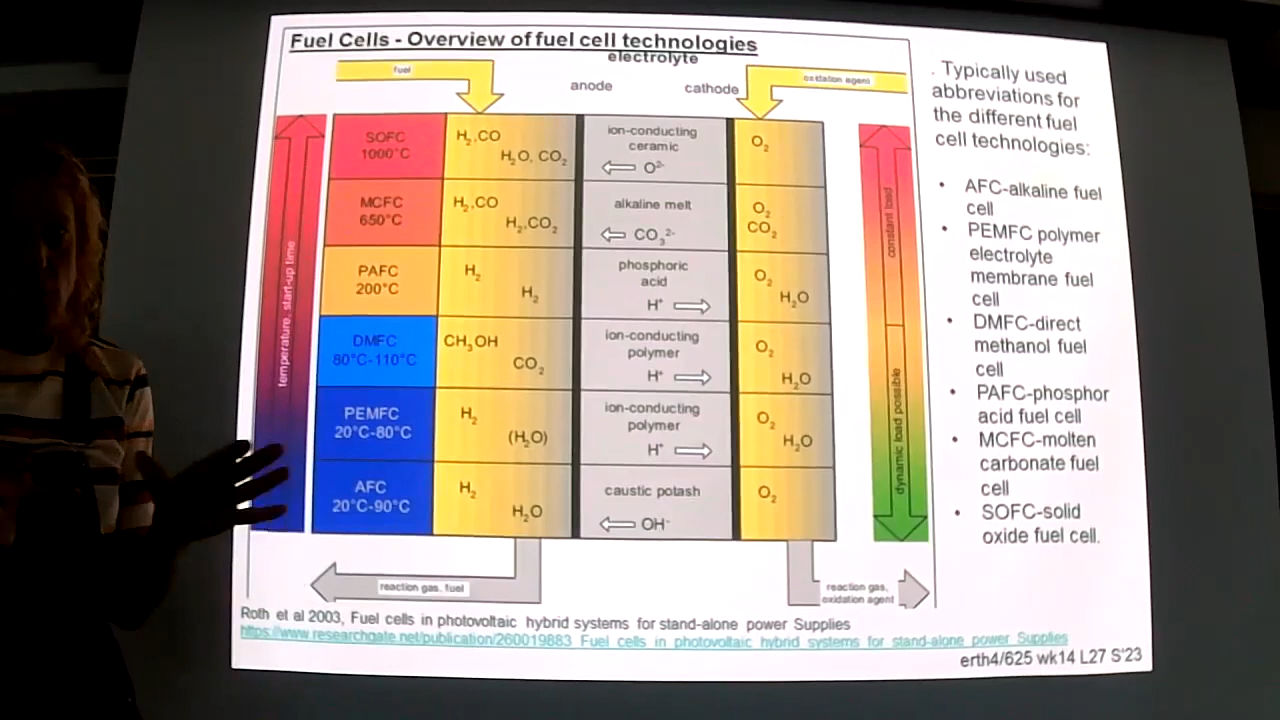 Fuel Cells - Overview of fuel cell technologies
electrolyte
fuel
anode
cathode
oxidation agent
temperature, start-up time
SOFC
1000°C
H₂,CO
H₂O, CO₂
ion-conducting
ceramic
O²⁻
O₂
MCFC
650°C
H₂,CO
H₂,CO₂
alkaline melt
CO₃²⁻
O₂
CO₂
PAFC
200°C
H₂
H₂
phosphoric
acid
H⁺
O₂
H₂O
DMFC
80°C-110°C
CH₃OH
CO₂
ion-conducting
polymer
H⁺
O₂
H₂O
PEMFC
20°C-80°C
H₂
(H₂O)
ion-conducting
polymer
H⁺
O₂
H₂O
AFC
20°C-90°C
H₂
H₂O
caustic potash
OH⁻
O₂
constant load
dynamic load possible
reaction gas, fuel
reaction gas,
oxidation agent
. Typically used
abbreviations for
the different fuel
cell technologies:
• AFC-alkaline fuel
cell
• PEMFC polymer
electrolyte
membrane fuel
cell
• DMFC-direct
methanol fuel
cell
• PAFC-phosphor
acid fuel cell
• MCFC-molten
carbonate fuel
cell
• SOFC-solid
oxide fuel cell.
Roth et al 2003, Fuel cells in photovoltaic hybrid systems for stand-alone power Supplies
https://www.researchgate.net/publication/260019883_Fuel_cells_in_photovoltaic_hybrid_systems_for_stand-alone_power_Supplies
erth4/625 wk14 L27 S'23